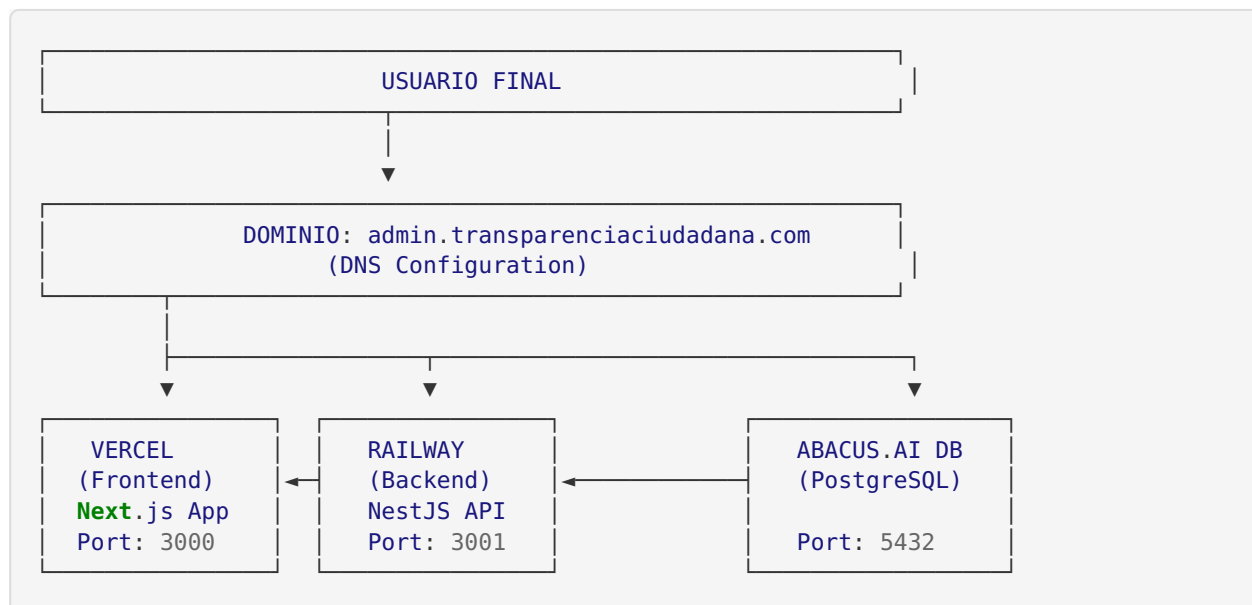 USUARIO FINAL
DOMINIO: admin.transparenciaciudadana.com
(DNS Configuration)
VERCEL RAILWAY ABACUS.AI DB
(Frontend) (Backend) (PostgreSQL)
Next.js App NestJS API
Port: 3000 Port: 3001 Port: 5432